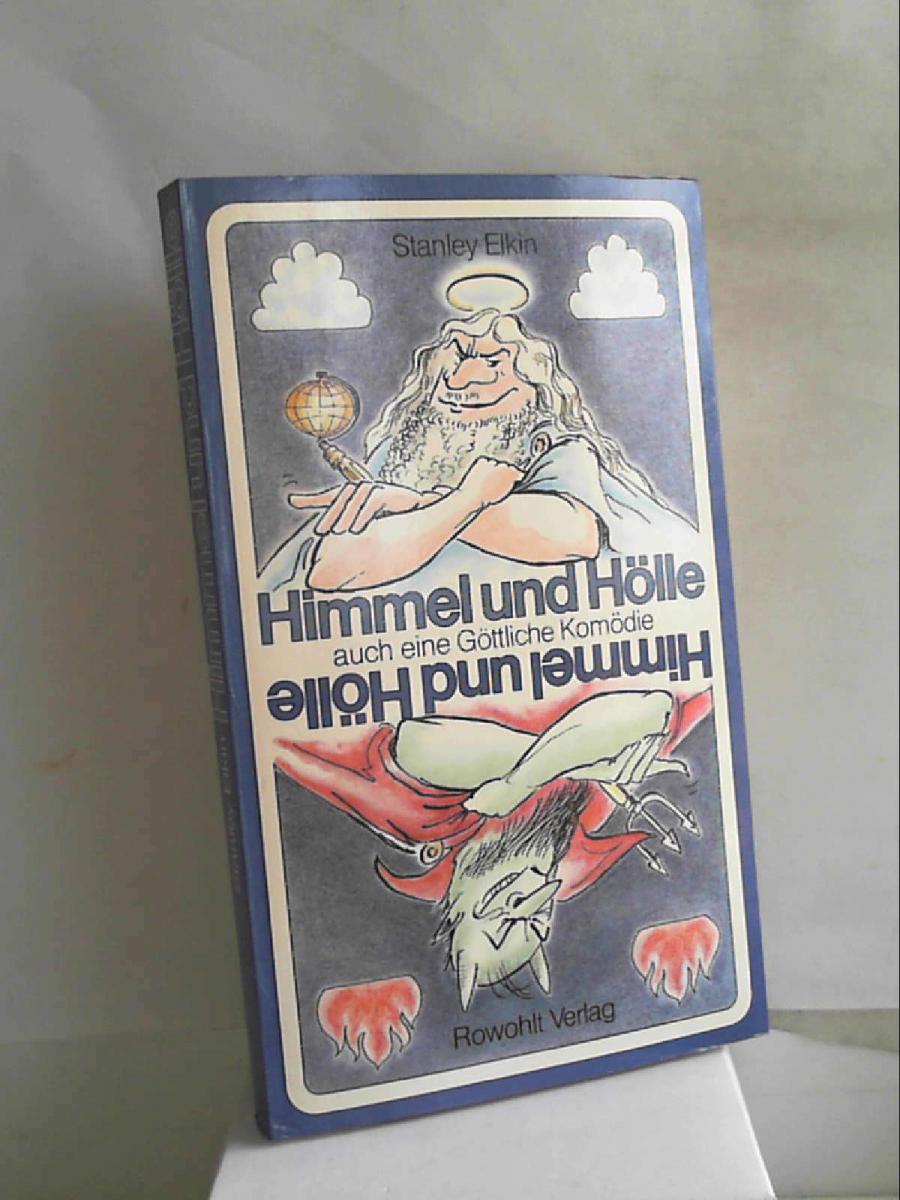 Stanley Elkin
Himmel und Hölle
auch eine Göttliche Komödie
Himmel und Hölle
Rowohlt Verlag